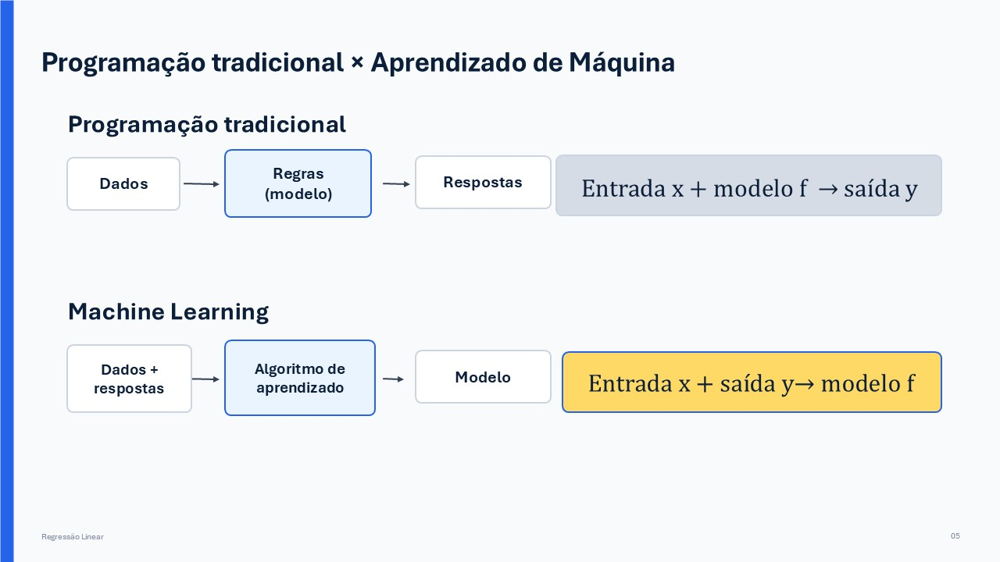 Programação tradicional × Aprendizado de Máquina
Programação tradicional
Dados
Regras
(modelo)
Respostas
Entrada x + modelo f → saída y
Machine Learning
Dados +
respostas
Algoritmo de
aprendizado
Modelo
Entrada x + saída y→ modelo f
Regressão Linear
05